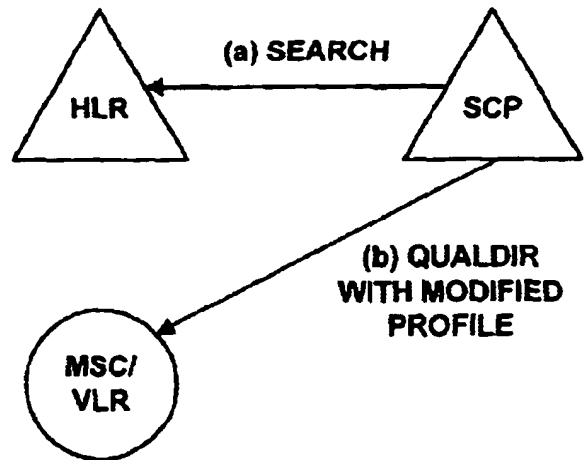 (a) SEARCH
HLR
SCP
(b) QUALDIR
WITH MODIFIED
PROFILE
MSC/
VLR